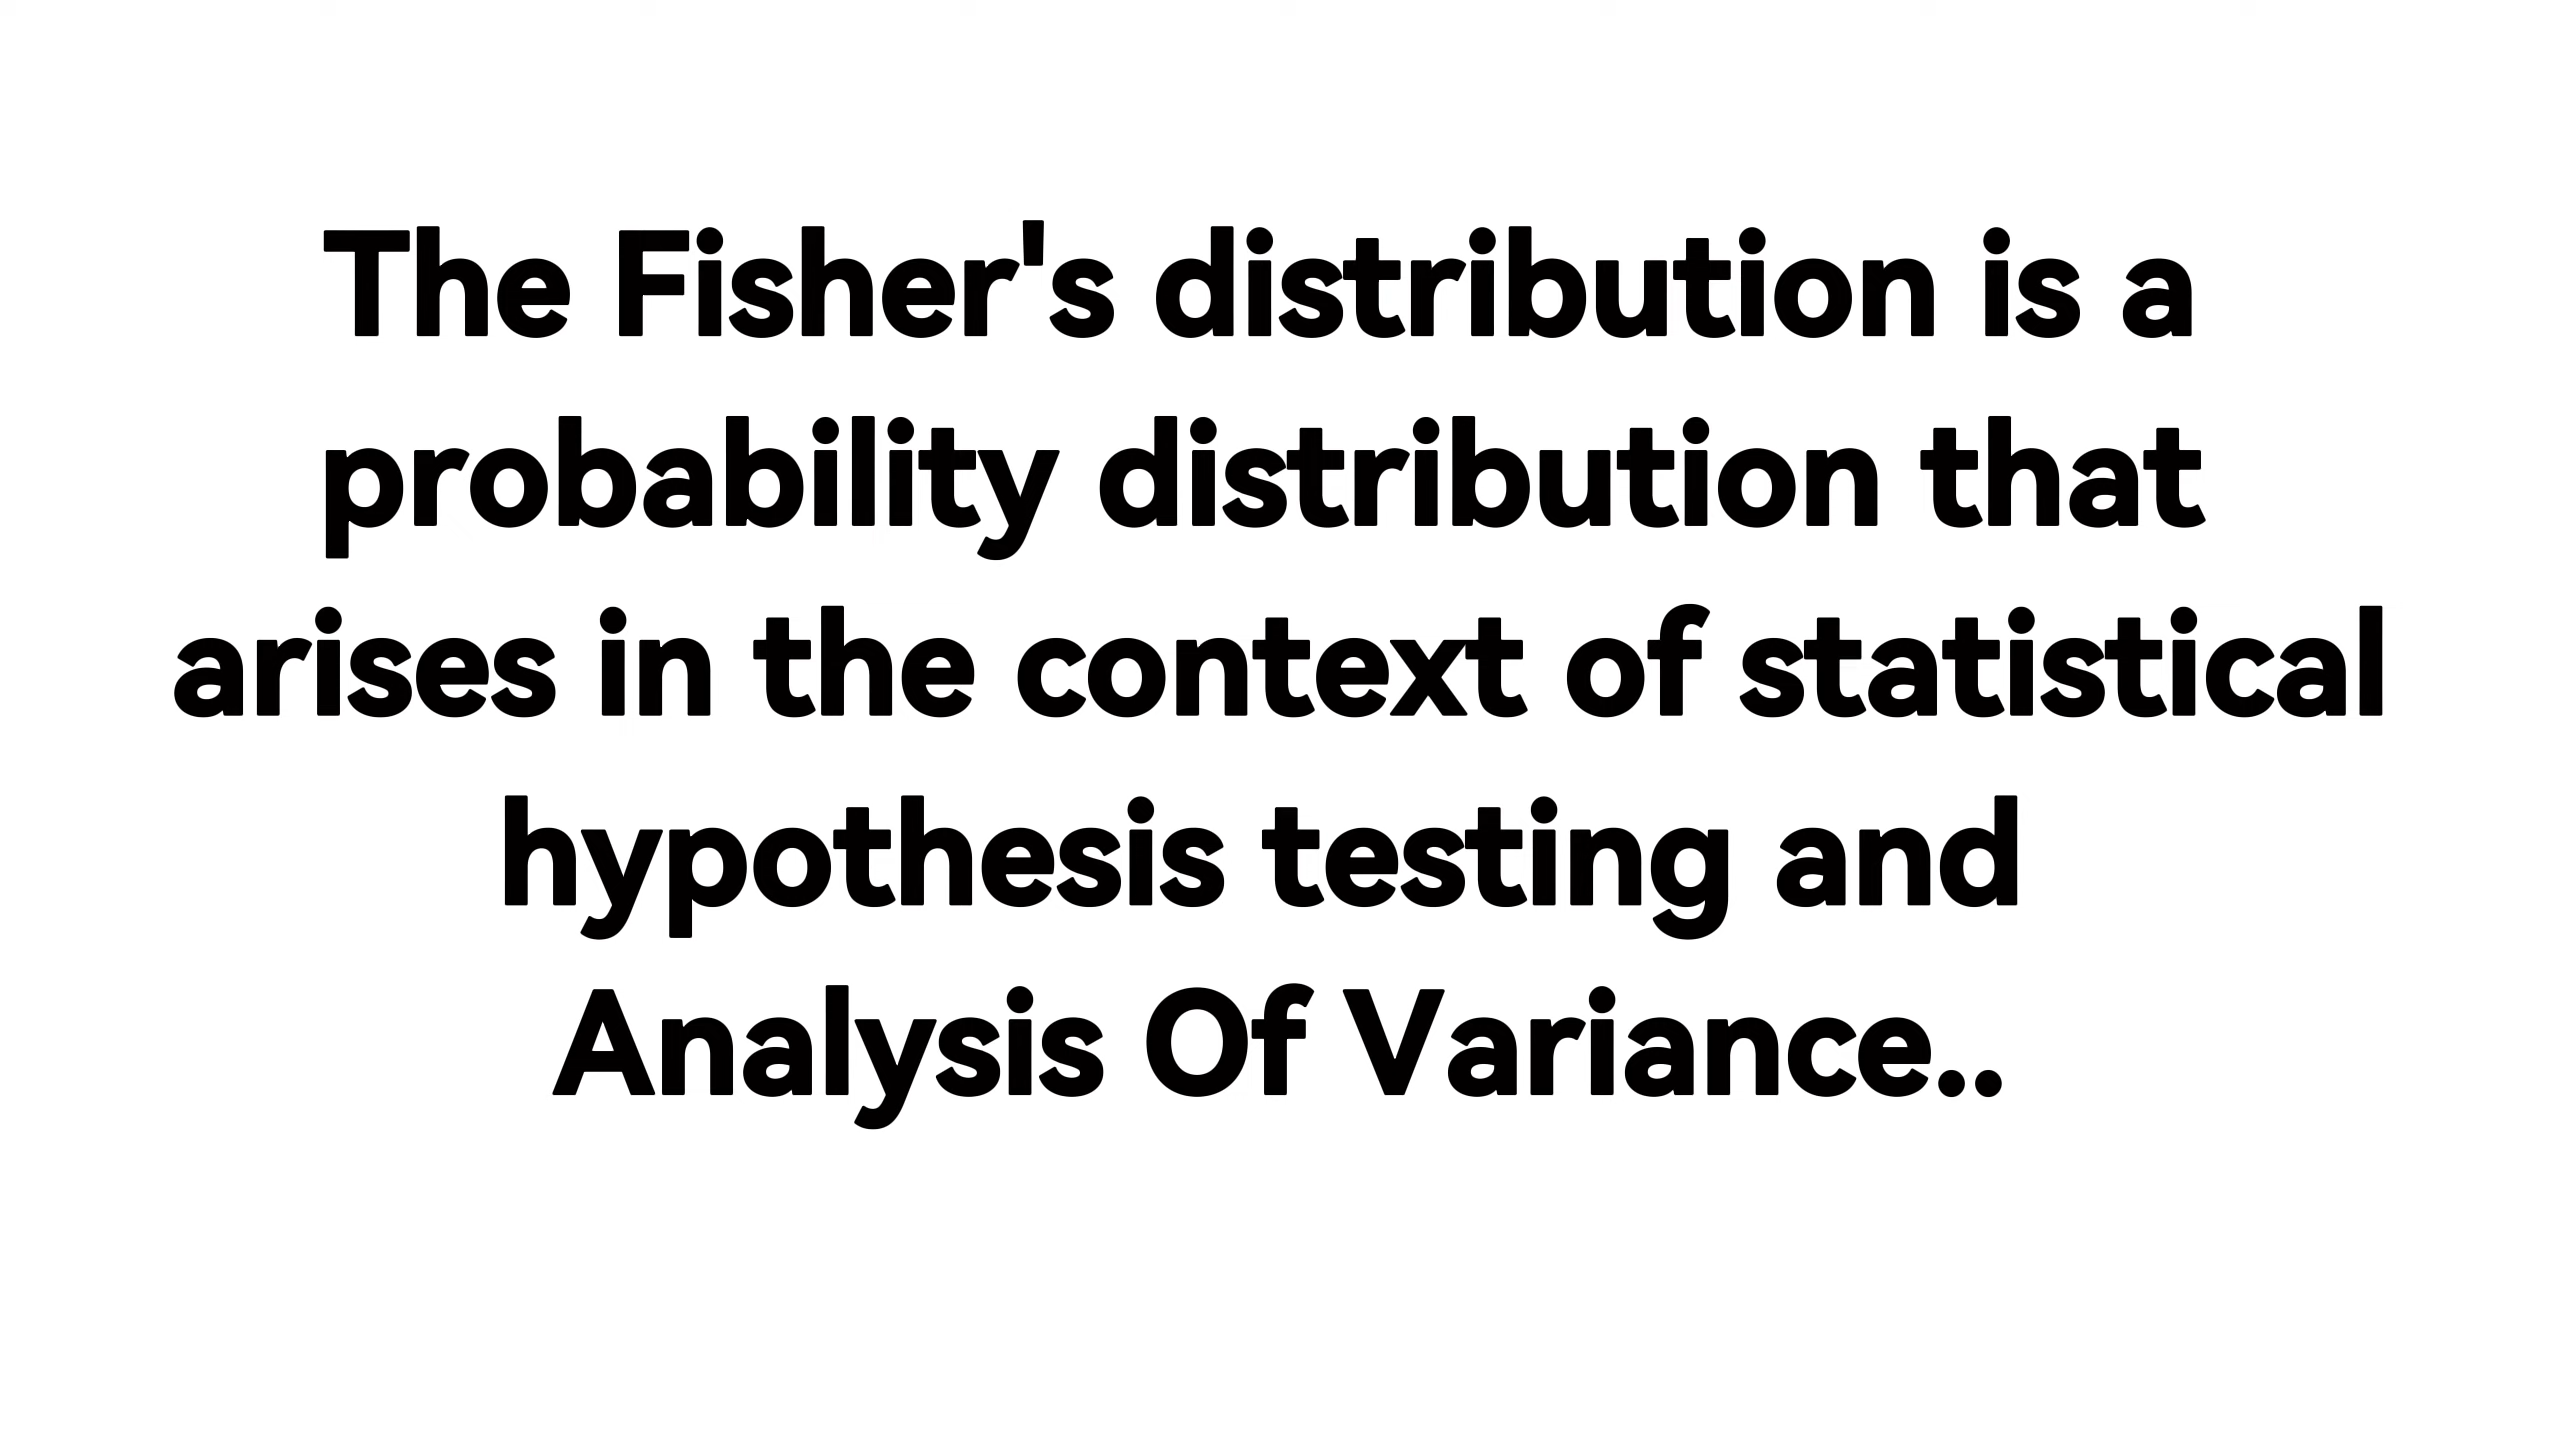 The Fisher's distribution is a
probability distribution that
arises in the context of statistical
hypothesis testing and
Analysis Of Variance..